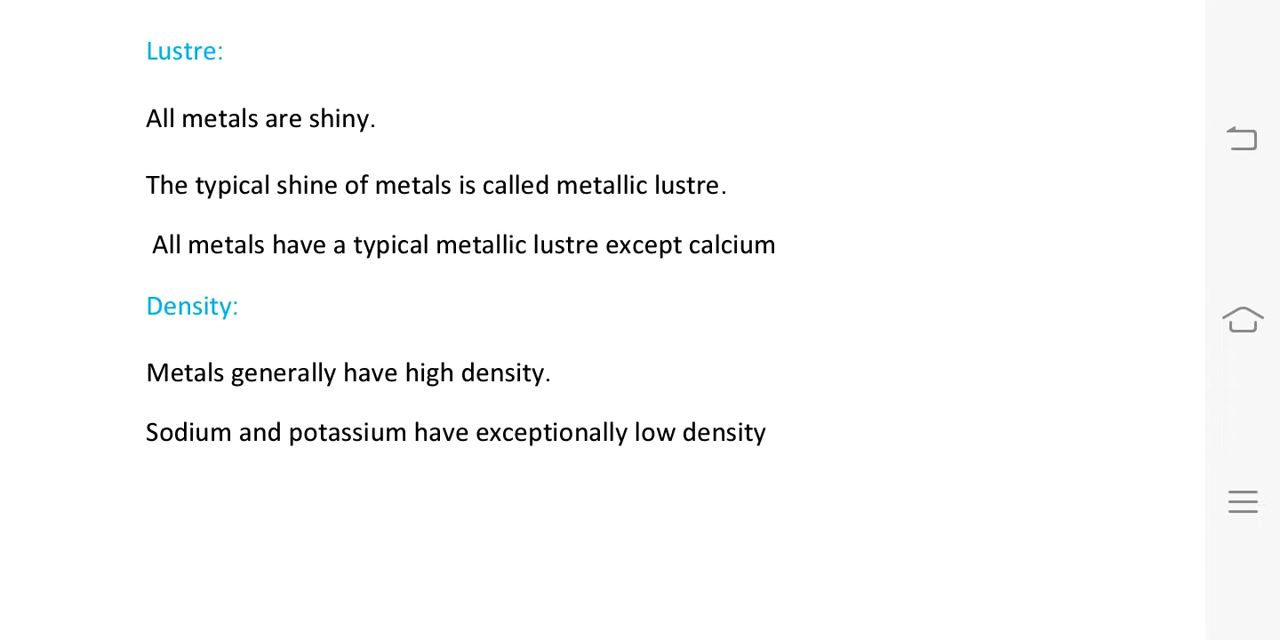 Lustre:
All metals are shiny.
The typical shine of metals is called metallic lustre.
All metals have a typical metallic lustre except calcium
Density:
Metals generally have high density.
Sodium and potassium have exceptionally low density